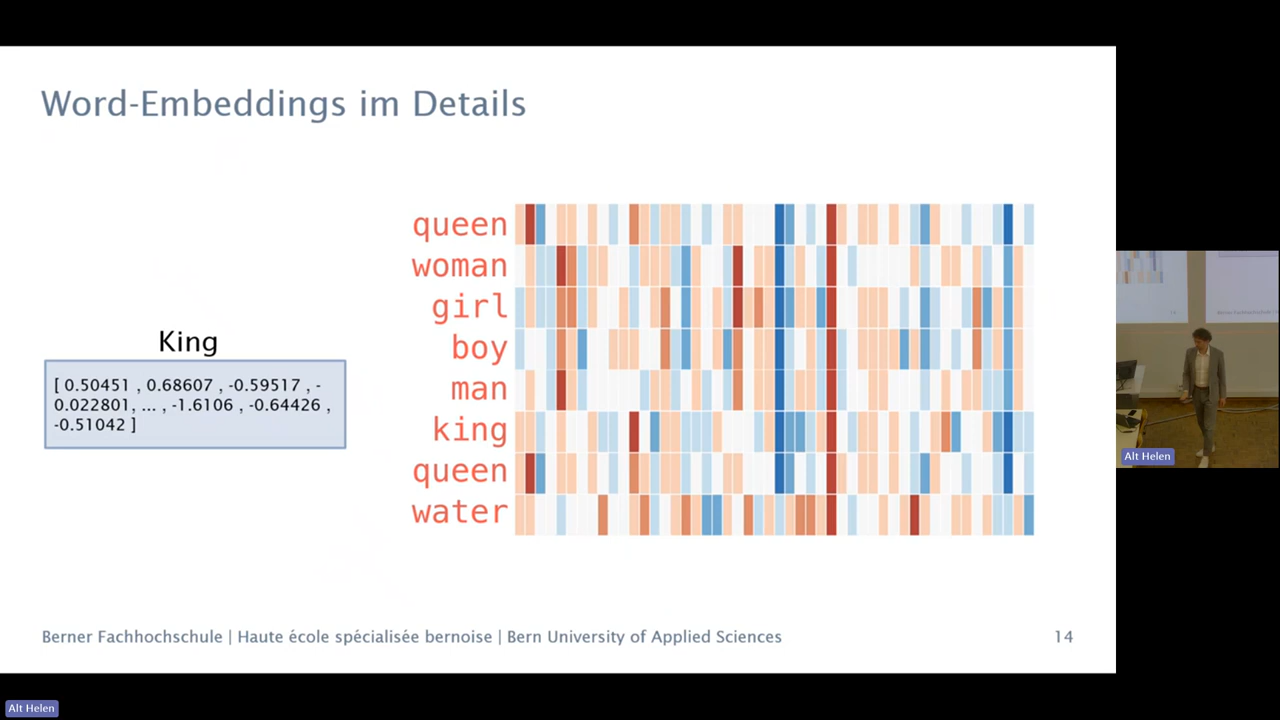 Word-Embeddings im Details
King
[ 0.50451 , 0.68607 , -0.59517 , -
0.022801, ... , -1.6106 , -0.64426 ,
-0.51042 ]
queen
woman
girl
boy
man
king
queen
water
Berner Fachhochschule | Haute école spécialisée bernoise | Bern University of Applied Sciences
14
Alt Helen
Alt Helen